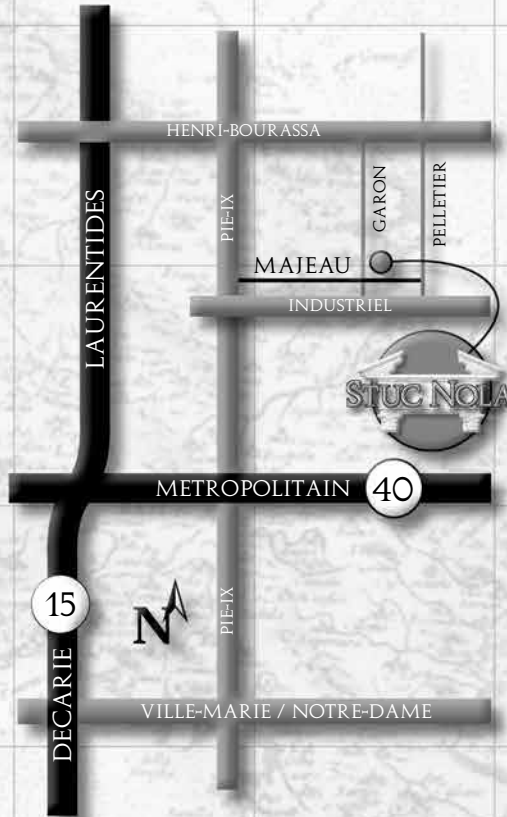 HENRI-BOURASSA
LAURENTIDES
PIE-IX
GARON
PELLETIER
MAJEAU
INDUSTRIEL
STUC NOLA
METROPOLITAIN 40
15
N
PIE-IX
DECARIE
VILLE-MARIE / NOTRE-DAME